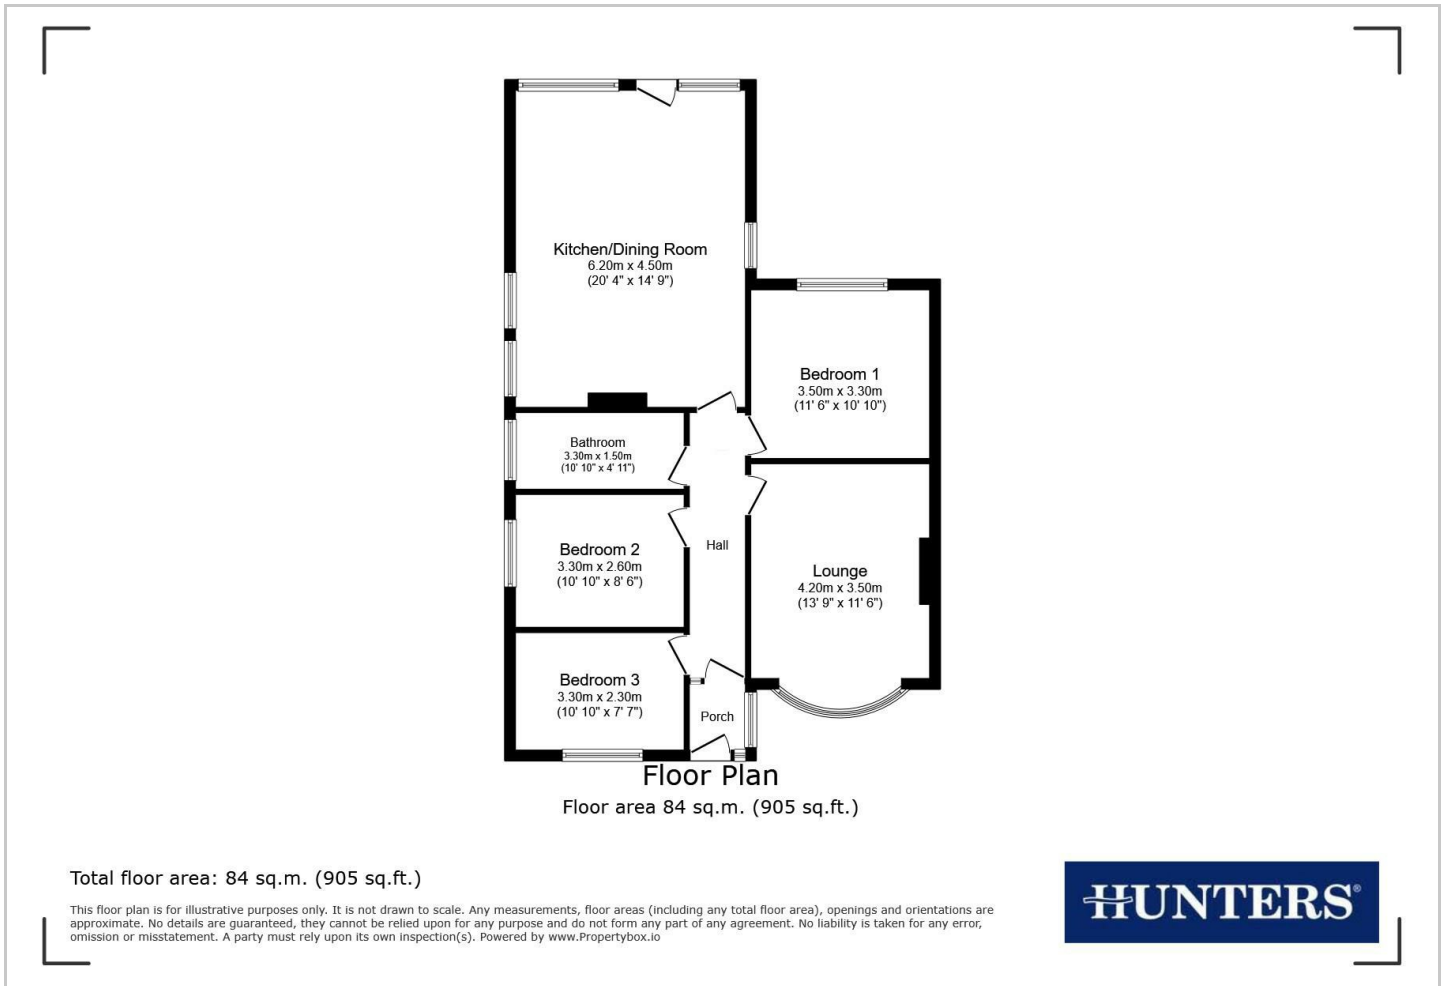 Kitchen/Dining Room
6.20m x 4.50m
(20' 4" x 14' 9")
Bedroom 1
3.50m x 3.30m
(11' 6" x 10' 10")
Bathroom
3.30m x 1.50m
(10' 10" x 4' 11")
Bedroom 2
3.30m x 2.60m
(10' 10" x 8' 6")
Hall
Lounge
4.20m x 3.50m
(13' 9" x 11' 6")
Bedroom 3
3.30m x 2.30m
(10' 10" x 7' 7")
Porch
Floor Plan
Floor area 84 sq.m. (905 sq.ft.)
Total floor area: 84 sq.m. (905 sq.ft.)
This floor plan is for illustrative purposes only. It is not drawn to scale. Any measurements, floor areas (including any total floor area), openings and orientations are
approximate. No details are guaranteed, they cannot be relied upon for any purpose and do not form any part of any agreement. No liability is taken for any error,
omission or misstatement. A party must rely upon its own inspection(s). Powered by www.Propertybox.io
HUNTERS®